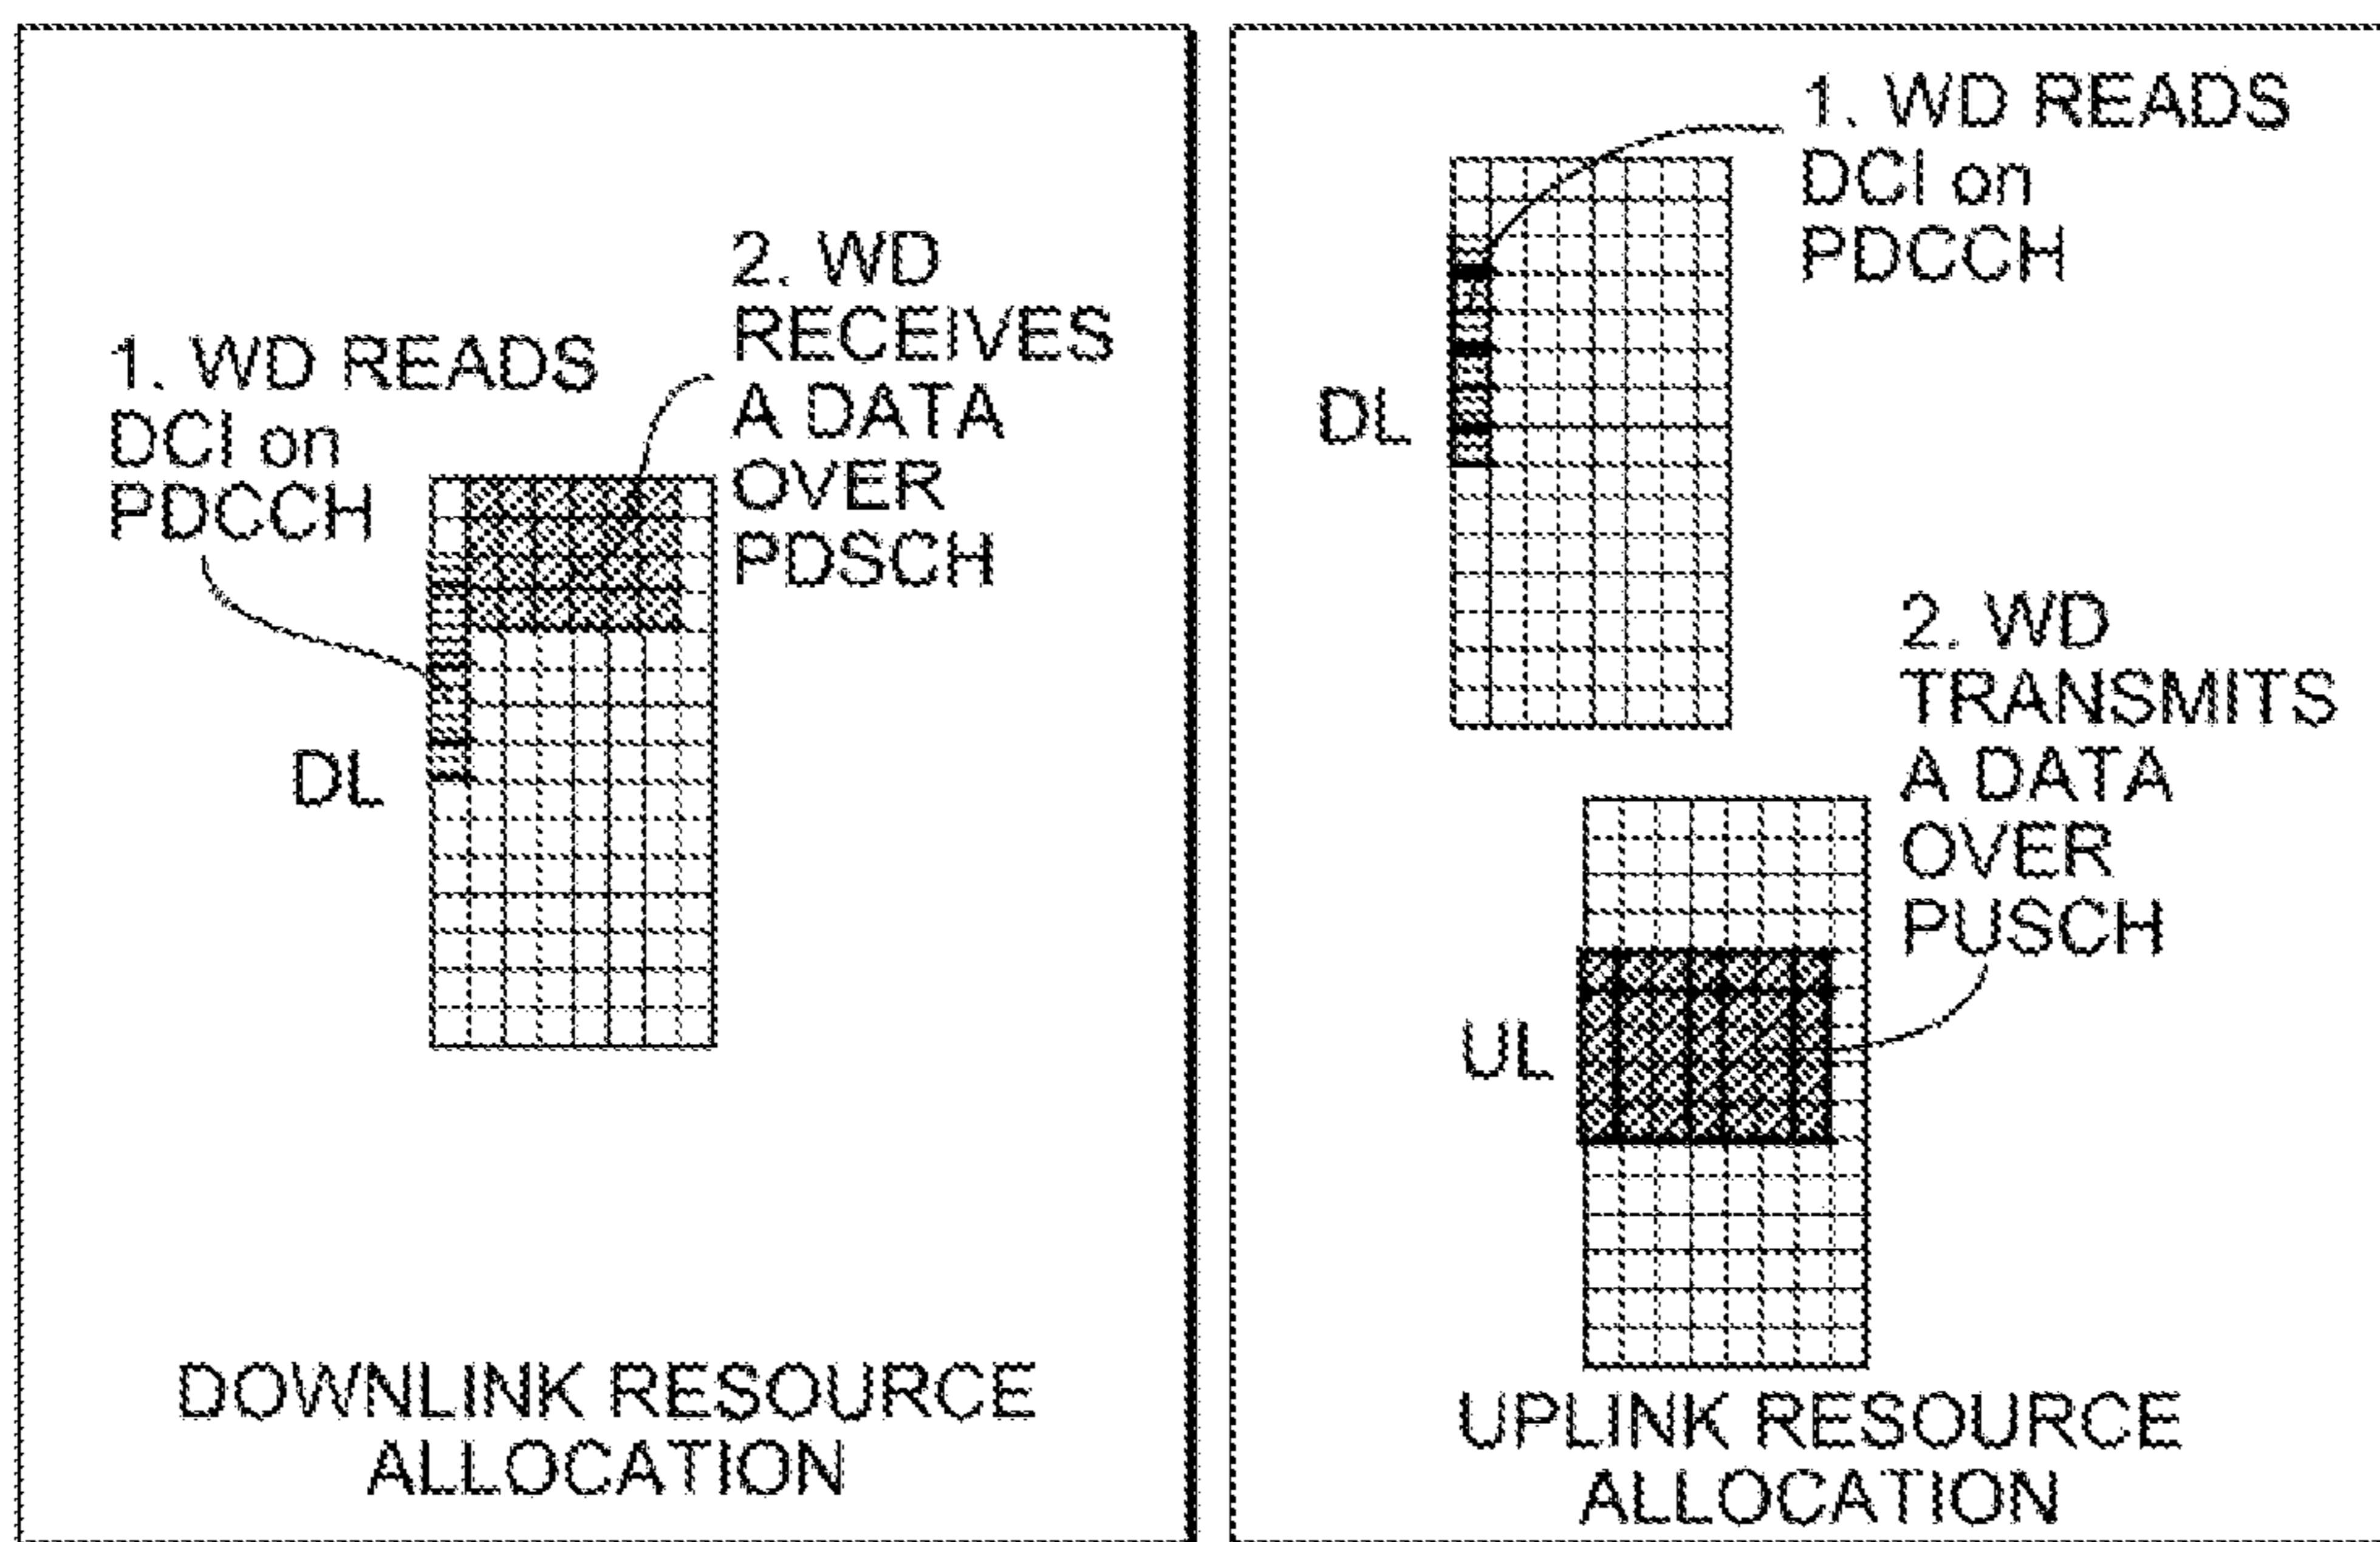 1. WD READS
DCI on
PDCCH
2. WD
RECEIVES
A DATA
OVER
PDSCH
DL
DOWNLINK RESOURCE
ALLOCATION
1. WD READS
DCI on
PDCCH
DL
2. WD
TRANSMITS
A DATA
OVER
PUSCH
UL
UPLINK RESOURCE
ALLOCATION